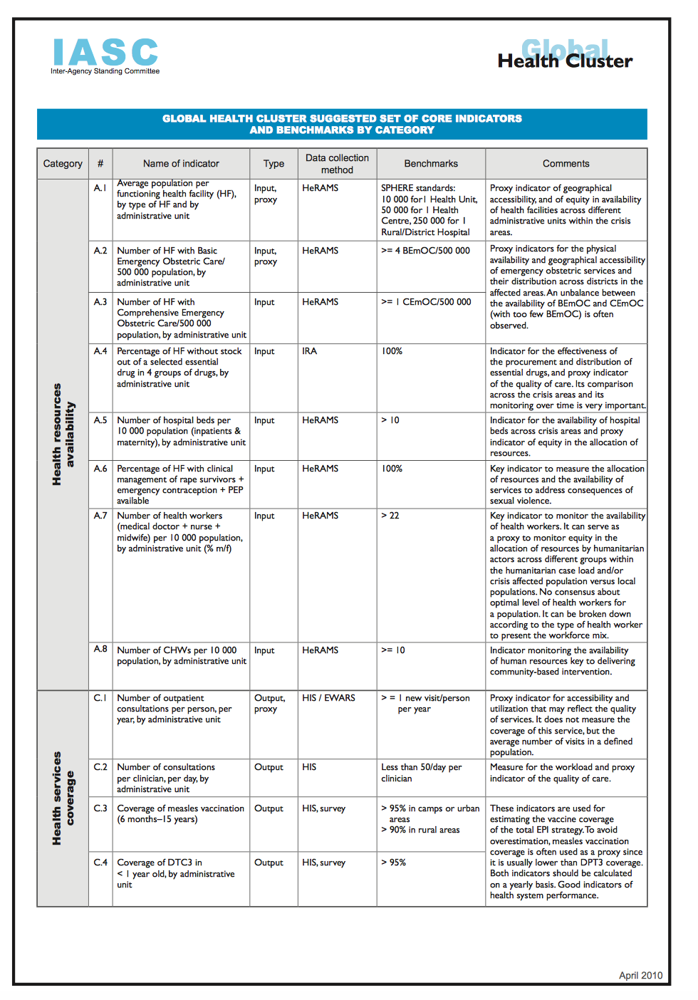 IASC
Inter-Agency Standing Committee
Global
Health Cluster
GLOBAL HEALTH CLUSTER SUGGESTED SET OF CORE INDICATORS
AND BENCHMARKS BY CATEGORY
Category
#
Name of indicator
Type
Data collection
method
Benchmarks
Comments
Health resources
availability
A.1
Average population per
functioning health facility (HF),
by type of HF and by
administrative unit
Input,
proxy
HeRAMS
SPHERE standards:
10 000 for1 Health Unit,
50 000 for 1 Health
Centre, 250 000 for 1
Rural/District Hospital
Proxy indicator of geographical
accessibility, and of equity in availability
of health facilities across different
administrative units within the crisis
areas.
A.2
Number of HF with Basic
Emergency Obstetric Care/
500 000 population, by
administrative unit
Input,
proxy
HeRAMS
>= 4 BEmOC/500 000
Proxy indicators for the physical
availability and geographical accessibility
of emergency obstetric services and
their distribution across districts in the
affected areas. An unbalance between
the availability of BEmOC and CEmOC
(with too few BEmOC) is often
observed.
A.3
Number of HF with
Comprehensive Emergency
Obstetric Care/500 000
population, by administrative unit
Input
HeRAMS
>= 1 CEmOC/500 000
A.4
Percentage of HF without stock
out of a selected essential
drug in 4 groups of drugs, by
administrative unit
Input
IRA
100%
Indicator for the effectiveness of
the procurement and distribution of
essential drugs, and proxy indicator
of the quality of care. Its comparison
across the crisis areas and its
monitoring over time is very important.
A.5
Number of hospital beds per
10 000 population (inpatients &
maternity), by administrative unit
Input
HeRAMS
> 10
Indicator for the availability of hospital
beds across crisis areas and proxy
indicator of equity in the allocation of
resources.
A.6
Percentage of HF with clinical
management of rape survivors +
emergency contraception + PEP
available
Input
HeRAMS
100%
Key indicator to measure the allocation
of resources and the availability of
services to address consequences of
sexual violence.
A.7
Number of health workers
(medical doctor + nurse +
midwife) per 10 000 population,
by administrative unit (% m/f)
Input
HeRAMS
> 22
Key indicator to monitor the availability
of health workers. It can serve as
a proxy to monitor equity in the
allocation of resources by humanitarian
actors across different groups within
the humanitarian case load and/or
crisis affected population versus local
populations. No consensus about
optimal level of health workers for
a population. It can be broken down
according to the type of health worker
to present the workforce mix.
A.8
Number of CHWs per 10 000
population, by administrative unit
Input
HeRAMS
>= 10
Indicator monitoring the availability
of human resources key to delivering
community-based intervention.
Health services
coverage
C.1
Number of outpatient
consultations per person, per
year, by administrative unit
Output,
proxy
HIS / EWARS
> = 1 new visit/person
per year
Proxy indicator for accessibility and
utilization that may reflect the quality
of services. It does not measure the
coverage of this service, but the
average number of visits in a defined
population.
C.2
Number of consultations
per clinician, per day, by
administrative unit
Output
HIS
Less than 50/day per
clinician
Measure for the workload and proxy
indicator of the quality of care.
C.3
Coverage of measles vaccination
(6 months–15 years)
Output
HIS, survey
> 95% in camps or urban
areas
> 90% in rural areas
These indicators are used for
estimating the vaccine coverage
of the total EPI strategy. To avoid
overestimation, measles vaccination
coverage is often used as a proxy since
it is usually lower than DPT3 coverage.
Both indicators should be calculated
on a yearly basis. Good indicators of
health system performance.
C.4
Coverage of DTC3 in
< 1 year old, by administrative
unit
Output
HIS, survey
> 95%
April 2010